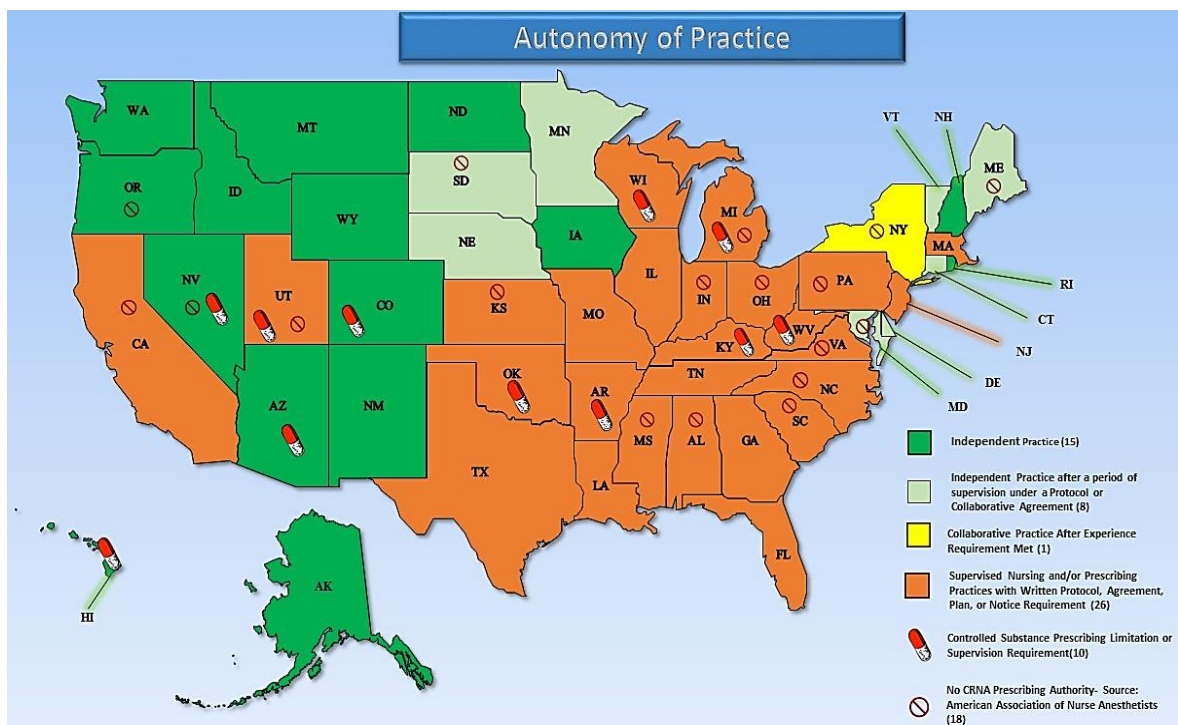 Autonomy of Practice
WA
MT
ND
MN
VT
NH
ME
OR
ID
SD
WI
MI
NY
WY
MA
NE
IA
RI
NV
UT
CO
IL
IN
OH
PA
CT
KS
MO
WV
NJ
CA
KY
VA
DE
OK
TN
NC
MD
AZ
NM
AR
SC
MS
AL
GA
TX
LA
FL
AK
HI
Independent Practice (15)
Independent Practice after a period of
supervision under a Protocol or
Collaborative Agreement (8)
Collaborative Practice After Experience
Requirement Met (1)
Supervised Nursing and/or Prescribing
Practices with Written Protocol, Agreement,
Plan, or Notice Requirement (26)
Controlled Substance Prescribing Limitation or
Supervision Requirement(10)
No CRNA Prescribing Authority- Source:
American Association of Nurse Anesthetists
(18)